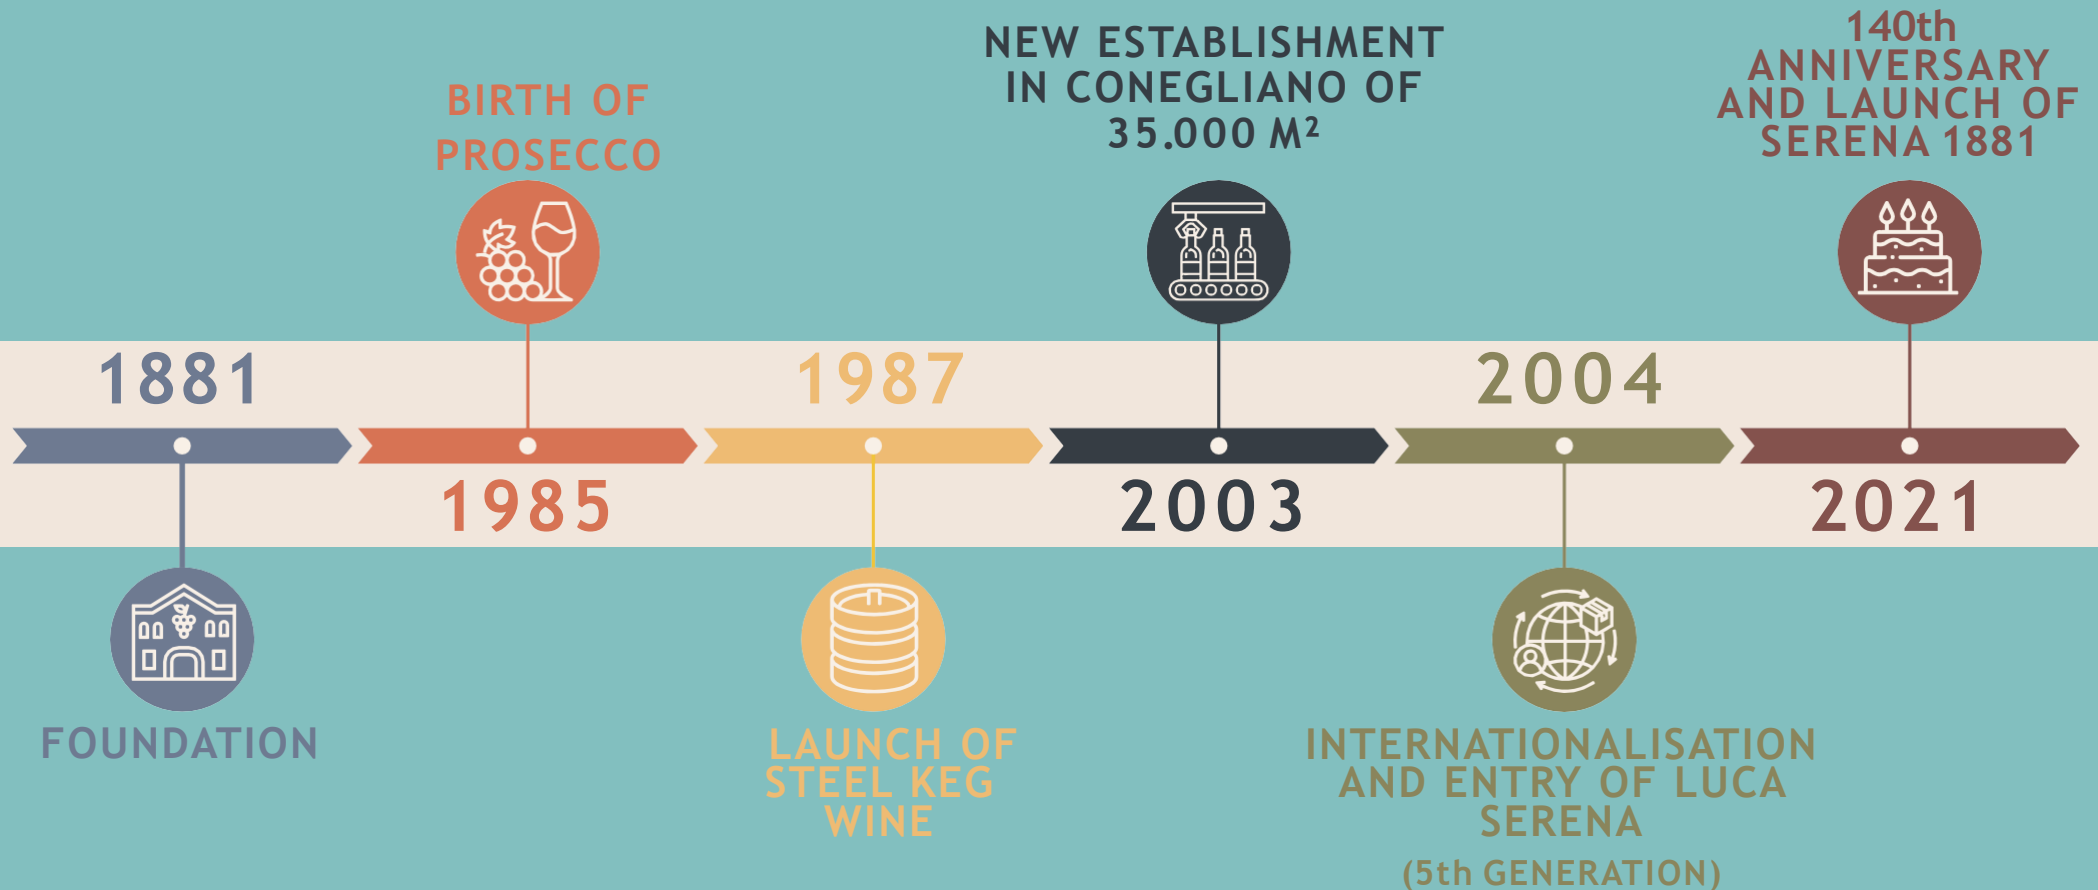 1881
FOUNDATION
BIRTH OF
PROSECCO
1985
1987
LAUNCH OF
STEEL KEG
WINE
NEW ESTABLISHMENT
IN CONEGLIANO OF
35.000 M²
2003
2004
INTERNATIONALISATION
AND ENTRY OF LUCA
SERENA
(5th GENERATION)
140th
ANNIVERSARY
AND LAUNCH OF
SERENA 1881
2021